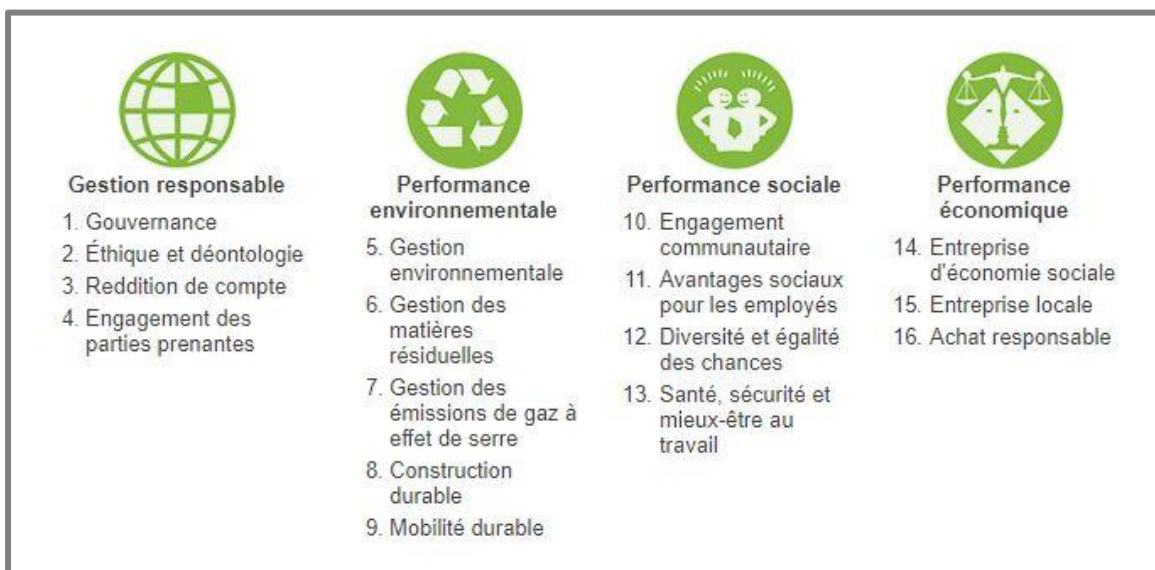 Gestion responsable
1. Gouvernance
2. Éthique et déontologie
3. Reddition de compte
4. Engagement des
parties prenantes
Performance
environnementale
5. Gestion
environnementale
6. Gestion des
matières
résiduelles
7. Gestion des
émissions de gaz à
effet de serre
8. Construction
durable
9. Mobilité durable
Performance sociale
10. Engagement
communautaire
11. Avantages sociaux
pour les employés
12. Diversité et égalité
des chances
13. Santé, sécurité et
mieux-être au
travail
Performance
économique
14. Entreprise
d'économie sociale
15. Entreprise locale
16. Achat responsable